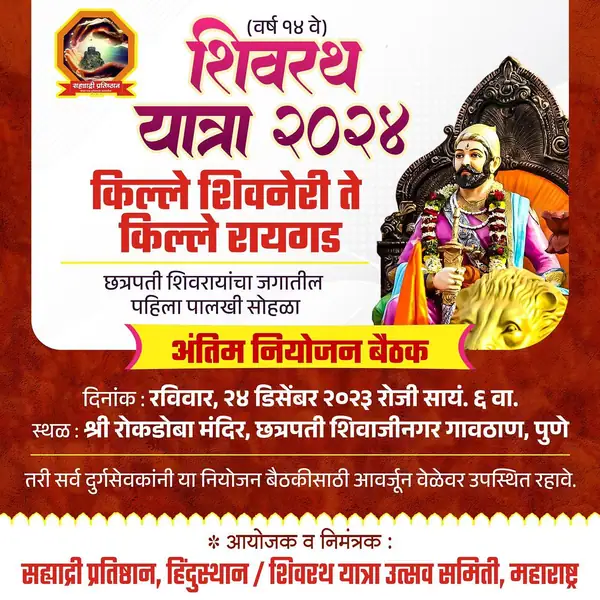 (वर्ष १४ वे)
शिवरथ
यात्रा २०२४
सह्याद्री प्रतिष्ठान
किल्ले शिवनेरी ते
किल्ले रायगड
छत्रपती शिवरायांचा जगातील
पहिला पालखी सोहळा
अंतिम नियोजन बैठक
दिनांक : रविवार, २४ डिसेंबर २०२३ रोजी सायं. ६ वा.
स्थळ : श्री रोकडोबा मंदिर, छत्रपती शिवाजीनगर गावठाण, पुणे
तरी सर्व दुर्गसेवकांनी या नियोजन बैठकीसाठी आवर्जून वेळेवर उपस्थित रहावे.
* आयोजक व निमंत्रक :
सह्याद्री प्रतिष्ठान, हिंदुस्थान / शिवरथ यात्रा उत्सव समिती, महाराष्ट्र